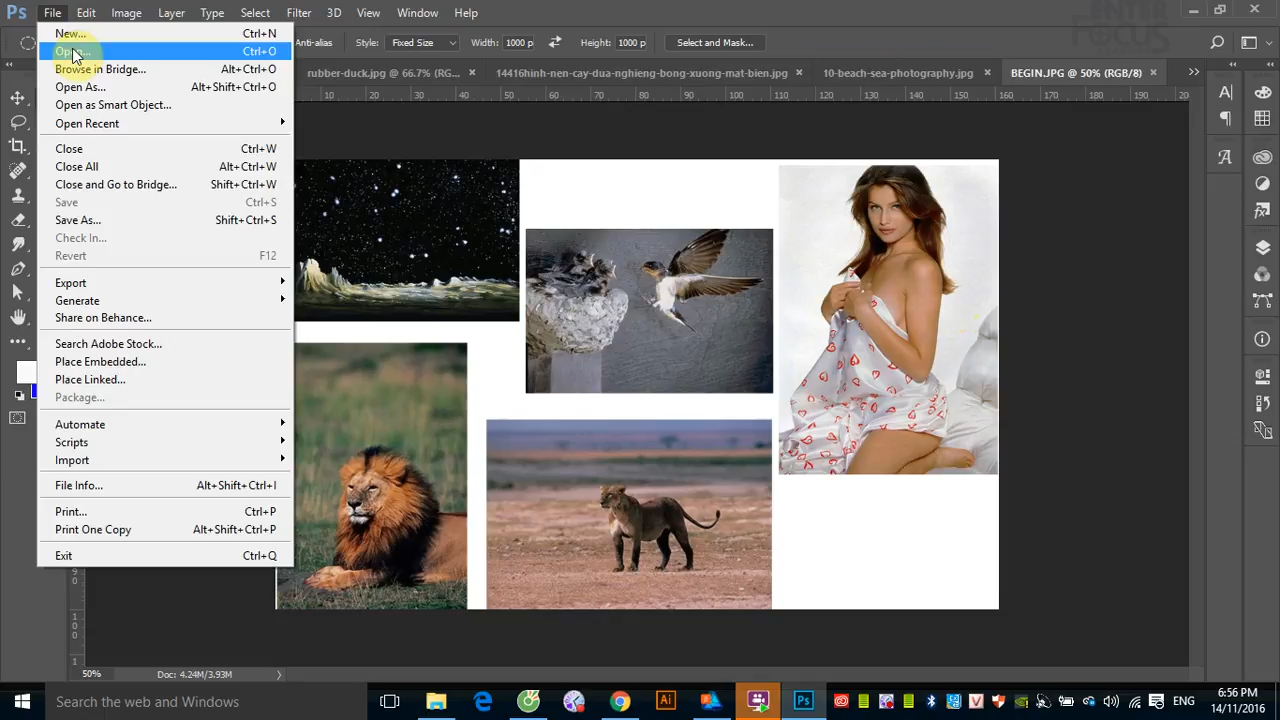 Ps File Edit Image Layer Type Select Filter 3D View Window Help
ENTER
FOCUS
Anti-alias Style: Fixed Size Width: 1000 p Height: 1000 p Select and Mask...
rubber-duck.jpg @ 66.7% (RG... × 14416hinh-nen-cay-dua-nghieng-bong-xuong-mat-bien.jpg × 10-beach-sea-photography.jpg × BEGIN.JPG @ 50% (RGB/8) ×
10 20 30 40 50 60 70 80 90 100 110 120 130 140 150 160 170 180 190 20
New... Ctrl+N
Open... Ctrl+O
Browse in Bridge... Alt+Ctrl+O
Open As... Alt+Shift+Ctrl+O
Open as Smart Object...
Open Recent
Close Ctrl+W
Close All Alt+Ctrl+W
Close and Go to Bridge... Shift+Ctrl+W
Save Ctrl+S
Save As... Shift+Ctrl+S
Check In...
Revert F12
Export
Generate
Share on Behance...
Search Adobe Stock...
Place Embedded...
Place Linked...
Package...
Automate
Scripts
Import
File Info... Alt+Shift+Ctrl+I
Print... Ctrl+P
Print One Copy Alt+Shift+Ctrl+P
Exit Ctrl+Q
50% Doc: 4.24M/3.93M
Search the web and Windows
Ai Ps
ENG
6:56 PM
14/11/2016